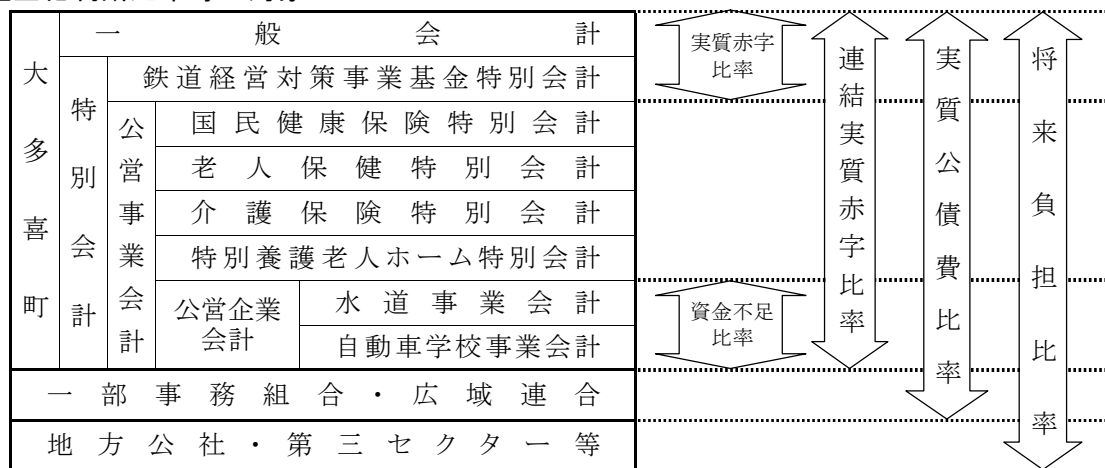 大多喜町
一般会計
特別会計
鉄道経営対策事業基金特別会計
公営事業会計
国民健康保険特別会計
老人保健特別会計
介護保険特別会計
特別養護老人ホーム特別会計
公営企業
会計
水道事業会計
自動車学校事業会計
一部事務組合・広域連合
地方公社・第三セクター等
実質赤字
比率
資金不足
比率
連結実質赤字比率
実質公債費比率
将来負担比率